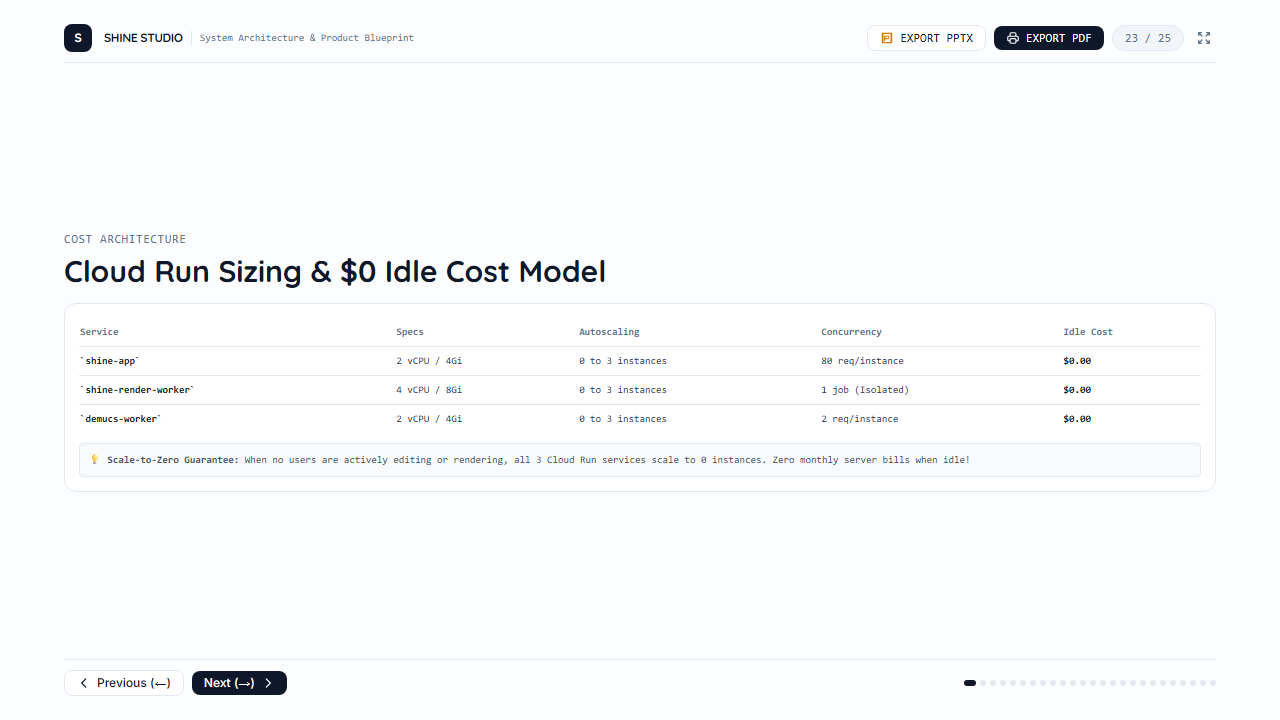 S SHINE STUDIO System Architecture & Product Blueprint EXPORT PPTX EXPORT PDF 23 / 25
COST ARCHITECTURE
Cloud Run Sizing & $0 Idle Cost Model
Service Specs Autoscaling Concurrency Idle Cost
`shine-app` 2 vCPU / 4Gi 0 to 3 instances 80 req/instance $0.00
`shine-render-worker` 4 vCPU / 8Gi 0 to 3 instances 1 job (Isolated) $0.00
`demucs-worker` 2 vCPU / 4Gi 0 to 3 instances 2 req/instance $0.00
💡 Scale-to-Zero Guarantee: When no users are actively editing or rendering, all 3 Cloud Run services scale to 0 instances. Zero monthly server bills when idle!
Previous (←) Next (→)